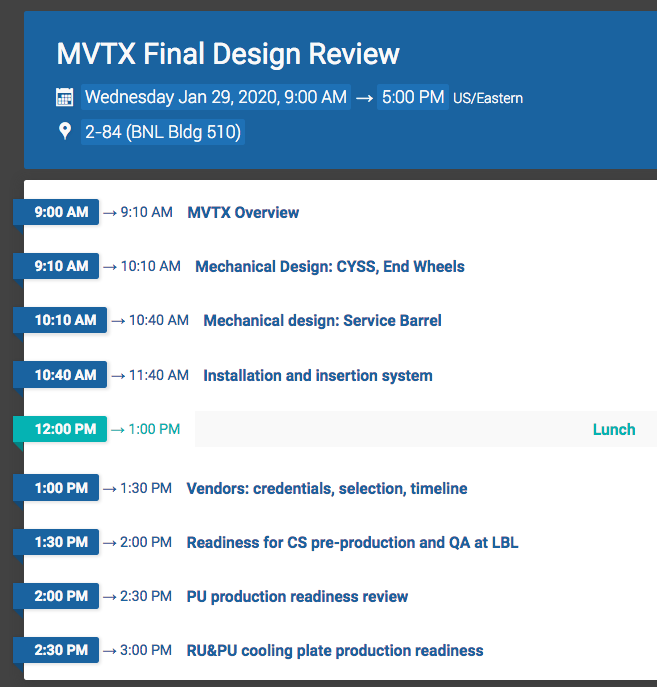 MVTX Final Design Review
Wednesday Jan 29, 2020, 9:00 AM → 5:00 PM US/Eastern
2-84 (BNL Bldg 510)
9:00 AM → 9:10 AM MVTX Overview
9:10 AM → 10:10 AM Mechanical Design: CYSS, End Wheels
10:10 AM → 10:40 AM Mechanical design: Service Barrel
10:40 AM → 11:40 AM Installation and insertion system
12:00 PM → 1:00 PM Lunch
1:00 PM → 1:30 PM Vendors: credentials, selection, timeline
1:30 PM → 2:00 PM Readiness for CS pre-production and QA at LBL
2:00 PM → 2:30 PM PU production readiness review
2:30 PM → 3:00 PM RU&PU cooling plate production readiness